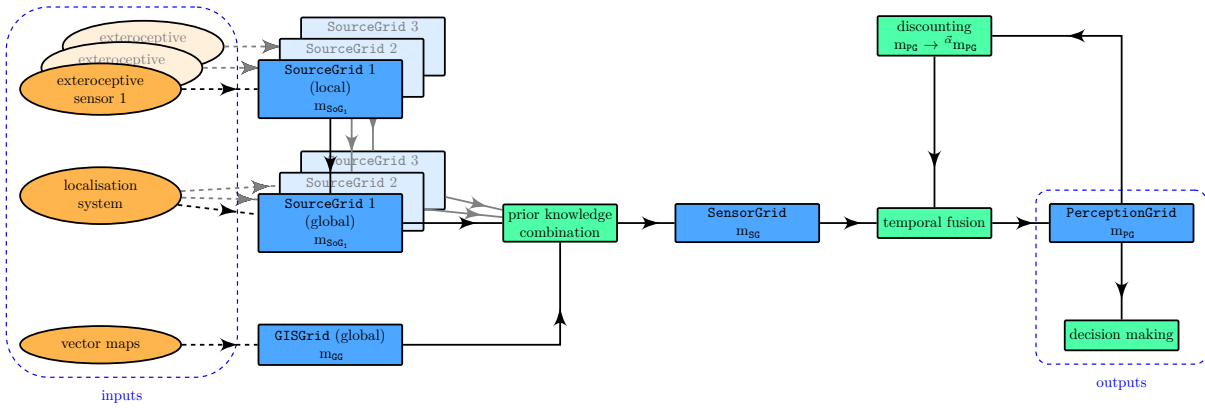 exteroceptive
exteroceptive
exteroceptive
sensor 1
localisation
system
vector maps
inputs
SourceGrid 3
SourceGrid 2
SourceGrid 1
(local)
m_SoG₁
SourceGrid 3
SourceGrid 2
SourceGrid 1
(global)
m_SoG₁
GISGrid (global)
m_GG
prior knowledge
combination
SensorGrid
m_SG
discounting
m_PG → ^α⃗ m_PG
temporal fusion
PerceptionGrid
m_PG
decision making
outputs